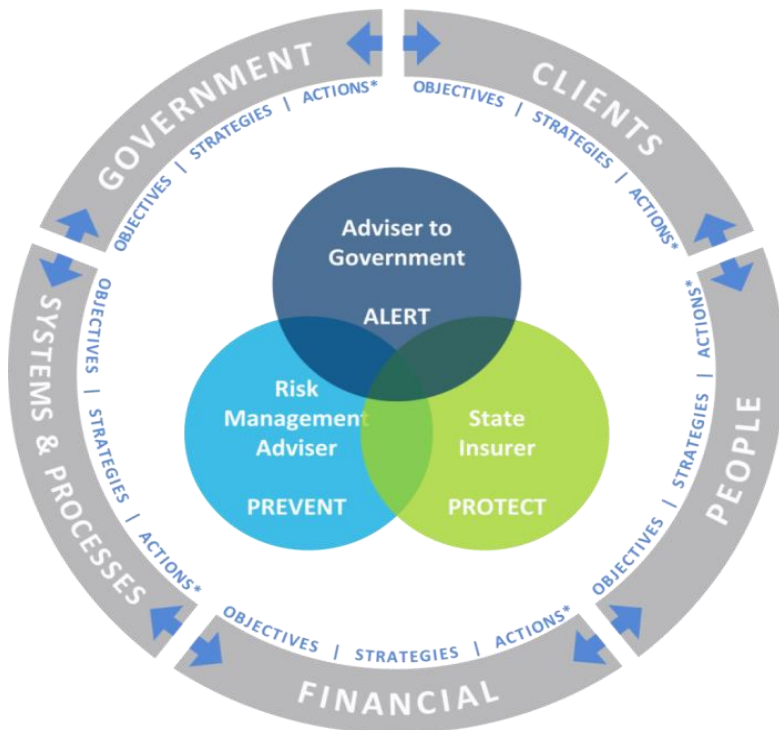 GOVERNMENT
OBJECTIVES | STRATEGIES | ACTIONS*
CLIENTS
OBJECTIVES | STRATEGIES | ACTIONS*
PEOPLE
OBJECTIVES | STRATEGIES | ACTIONS*
FINANCIAL
OBJECTIVES | STRATEGIES | ACTIONS*
SYSTEMS & PROCESSES
OBJECTIVES | STRATEGIES | ACTIONS*
Adviser to
Government
ALERT
Risk
Management
Adviser
PREVENT
State
Insurer
PROTECT